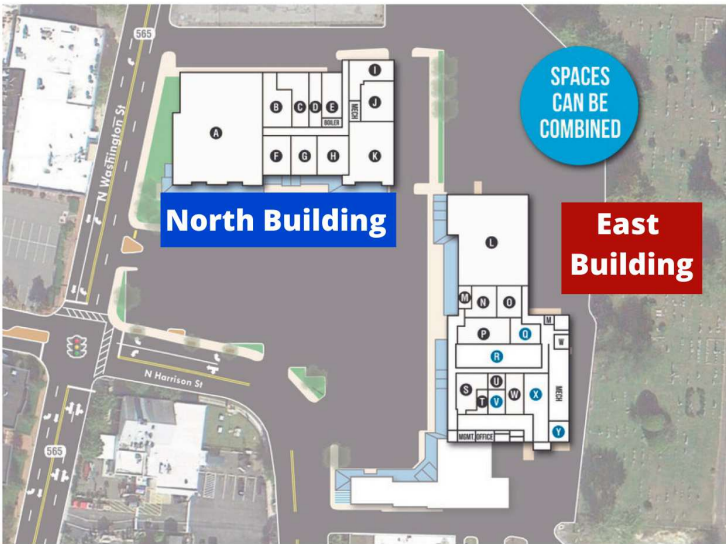 565
N Washington St
SPACES
CAN BE
COMBINED
I
B
C
D
E
J
MECH
BOILER
A
F
G
H
K
North Building
East
Building
L
M
N
O
P
Q
M
W
R
S
U
T
V
W
X
MECH
Y
MGMT. OFFICE
N Harrison St
565